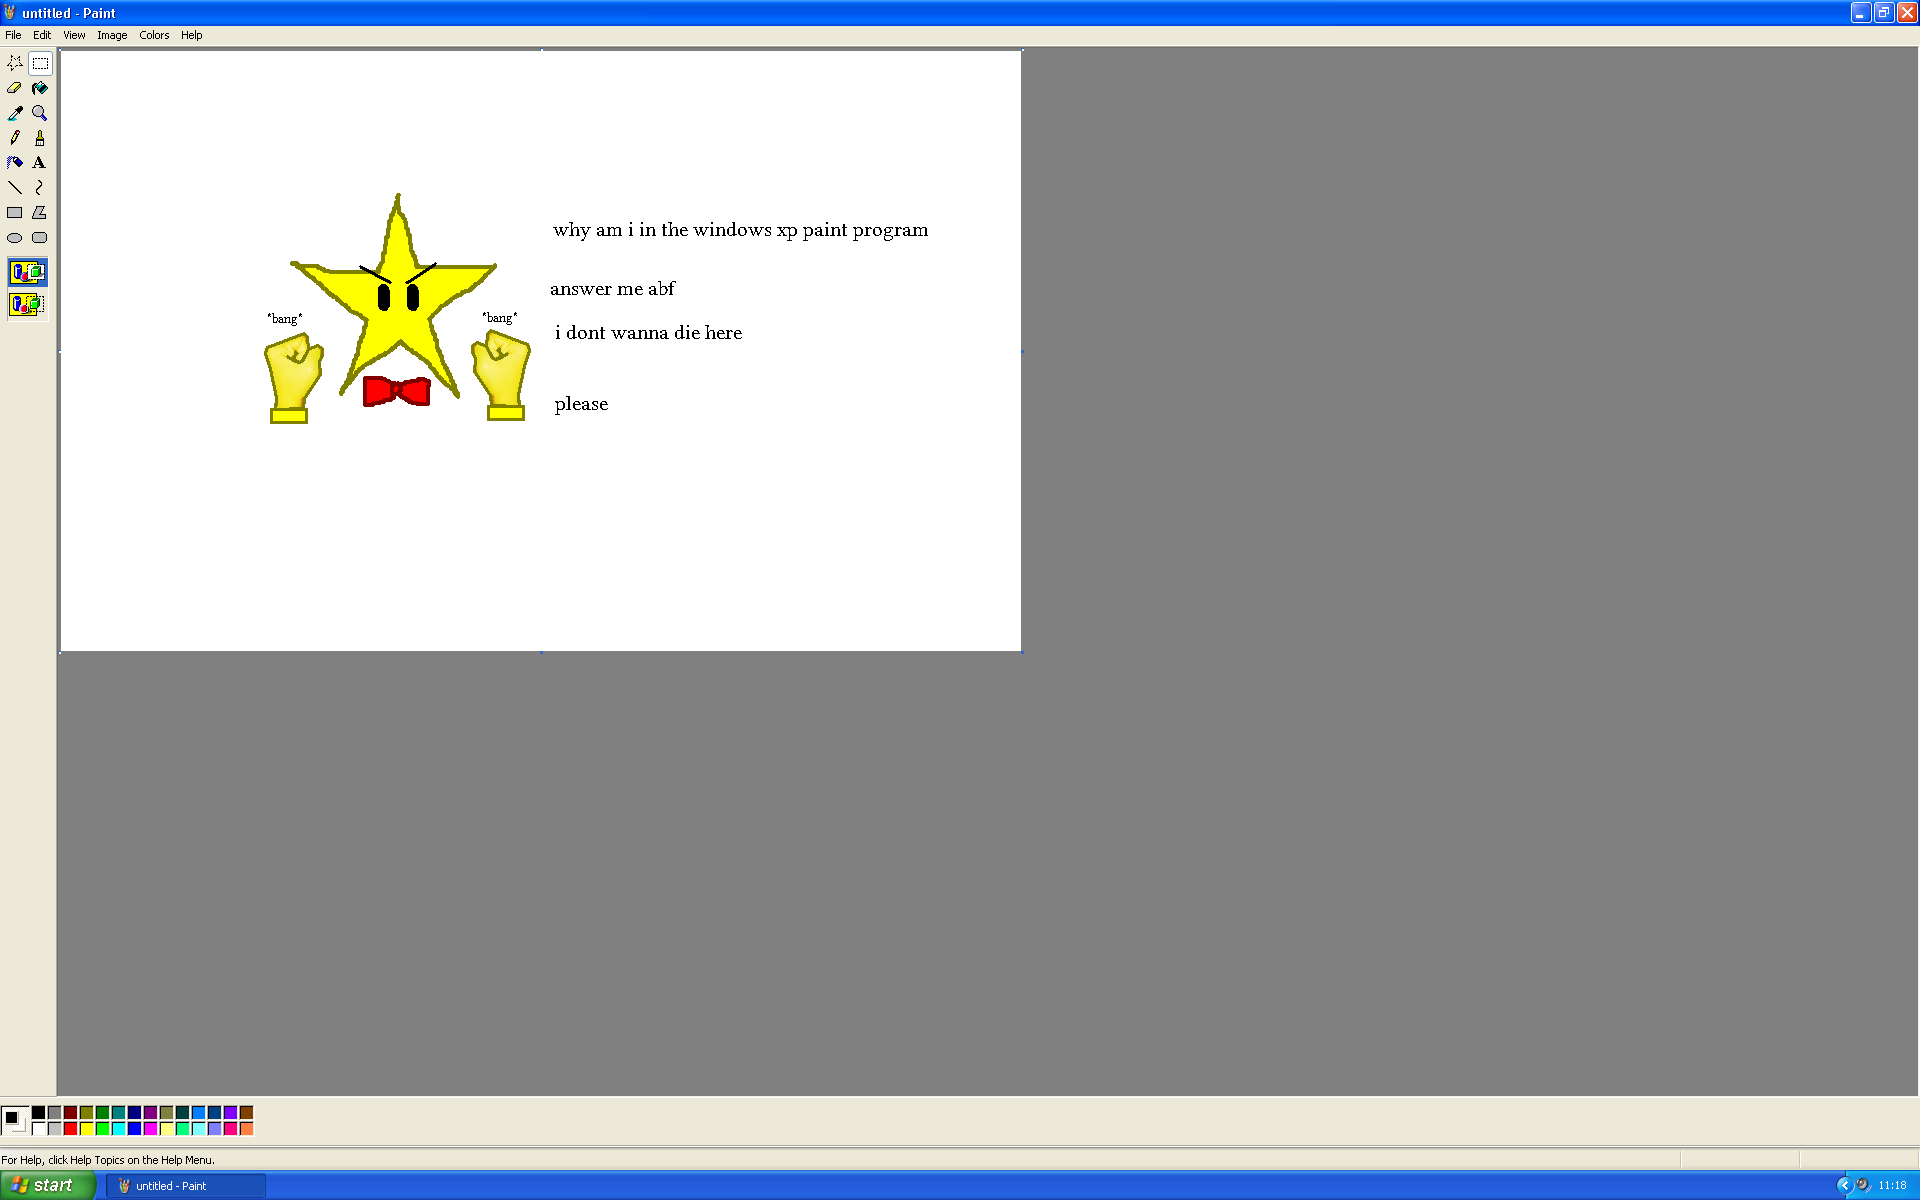 untitled - Paint
File Edit View Image Colors Help
A
why am i in the windows xp paint program
answer me abf
*bang* *bang*
i dont wanna die here
please
For Help, click Help Topics on the Help Menu.
start untitled - Paint 11:18